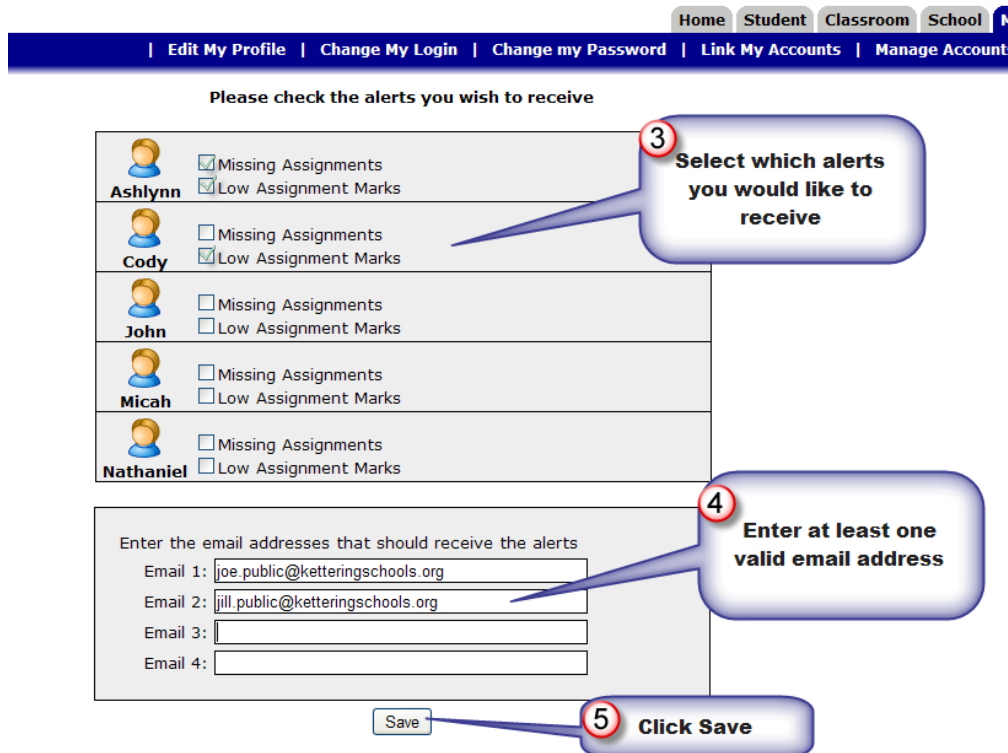 Home Student Classroom School M
| Edit My Profile | Change My Login | Change my Password | Link My Accounts | Manage Accounts
Please check the alerts you wish to receive
Missing Assignments
Low Assignment Marks
Ashlynn
Missing Assignments
Low Assignment Marks
Cody
Missing Assignments
Low Assignment Marks
John
Missing Assignments
Low Assignment Marks
Micah
Missing Assignments
Low Assignment Marks
Nathaniel
3
Select which alerts
you would like to
receive
Enter the email addresses that should receive the alerts
Email 1: joe.public@ketteringschools.org
Email 2: jill.public@ketteringschools.org
Email 3:
Email 4:
4
Enter at least one
valid email address
Save
5
Click Save